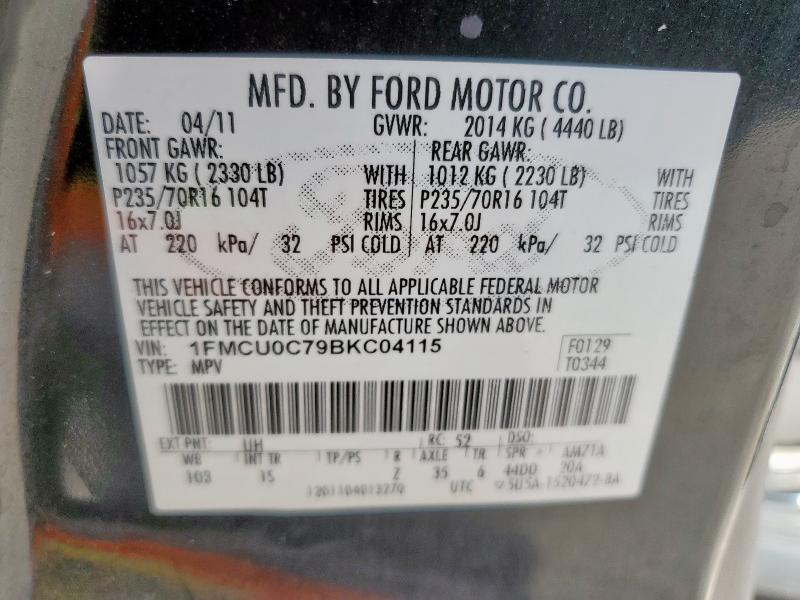 MFD. BY FORD MOTOR CO.
DATE: 04/11 GVWR: 2014 KG ( 4440 LB)
FRONT GAWR: REAR GAWR:
1057 KG ( 2330 LB) WITH 1012 KG ( 2230 LB) WITH
P235/70R16 104T TIRES P235/70R16 104T TIRES
16x7.0J RIMS 16x7.0J RIMS
AT 220 kPa/ 32 PSI COLD AT 220 kPa/ 32 PSI COLD
THIS VEHICLE CONFORMS TO ALL APPLICABLE FEDERAL MOTOR
VEHICLE SAFETY AND THEFT PREVENTION STANDARDS IN
EFFECT ON THE DATE OF MANUFACTURE SHOWN ABOVE.
VIN: 1FMCU0C79BKC04115 F0129
TYPE: MPV T0344
EXT PNT: UH RC: 52 DSO:
WB INT TR TP/PS R AXLE TR SPR AMZ1A
103 IS Z 35 6 4400 20A
1201104013270 UTC